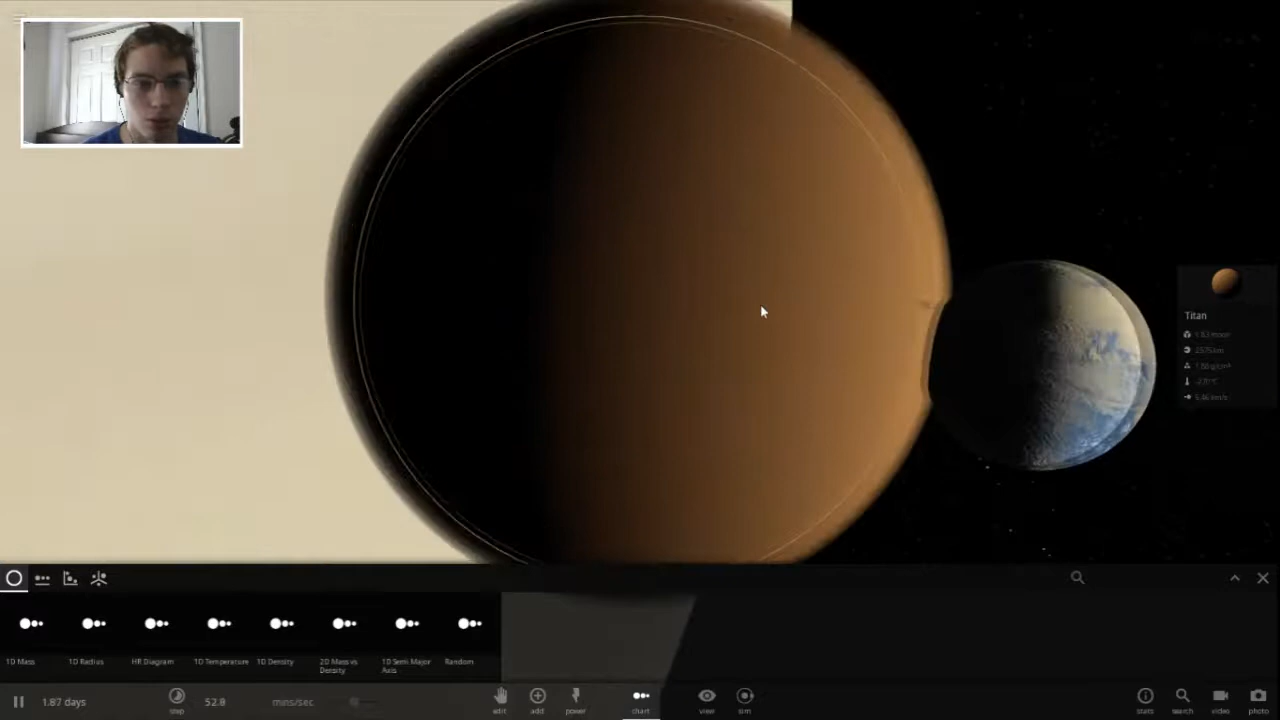 Titan
1D Mass
1D Radius
HR Diagram
1D Temperature
1D Density
2D Mass vs
Density
1D Semi Major
Axis
Random
1.87 days
step
52.8
mins/sec
edit
add
power
chart
view
sim
stats
search
video
photo